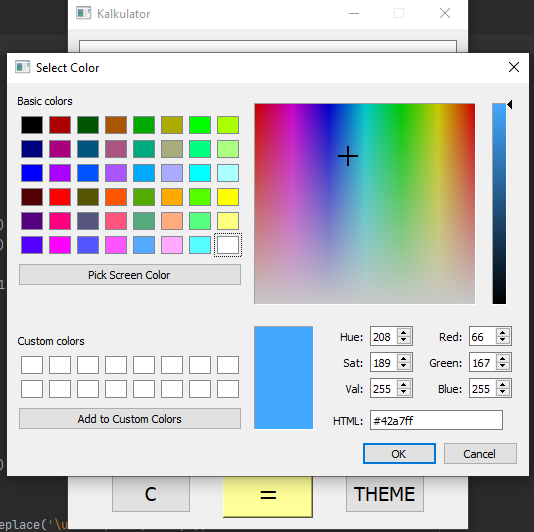 Kalkulator
Select Color
Basic colors
Pick Screen Color
Custom colors
Add to Custom Colors
Hue: 208 Red: 66
Sat: 189 Green: 167
Val: 255 Blue: 255
HTML: #42a7ff
OK Cancel
C = THEME
eplace('\u